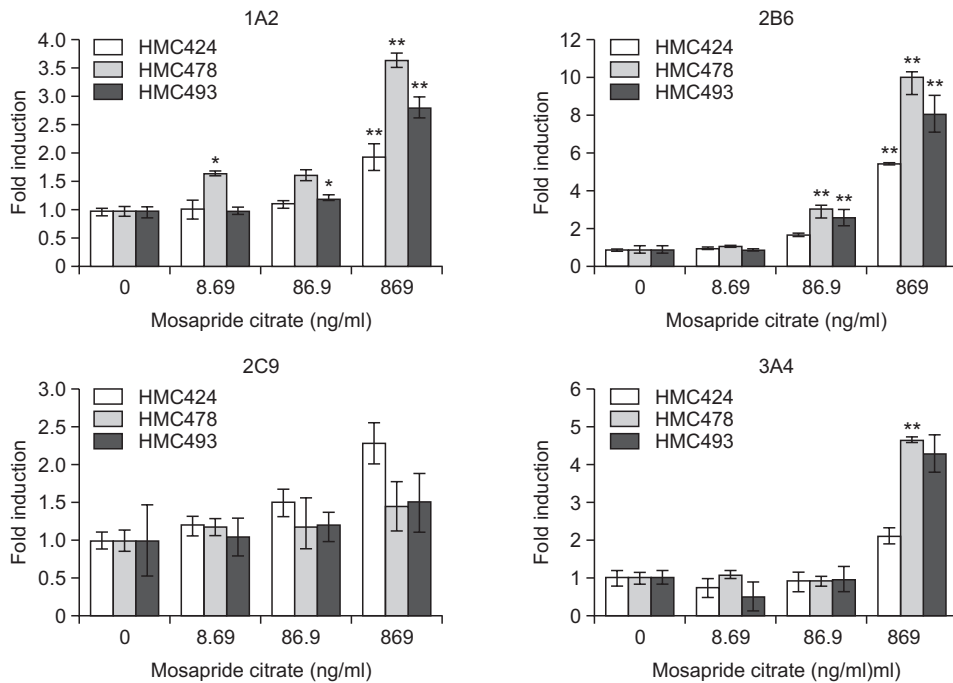 1A2
4.0
3.5
3.0
2.5
2.0
1.5
1.0
0.5
0
Fold induction
HMC424
HMC478
HMC493
*
*
**
**
**
0 8.69 86.9 869
Mosapride citrate (ng/ml)
2B6
12
10
8
6
4
2
0
Fold induction
HMC424
HMC478
HMC493
**
**
**
**
**
0 8.69 86.9 869
Mosapride citrate (ng/ml)
2C9
3.0
2.5
2.0
1.5
1.0
0.5
0
Fold induction
HMC424
HMC478
HMC493
0 8.69 86.9 869
Mosapride citrate (ng/ml)
3A4
6
5
4
2
1
0
Fold induction
HMC424
HMC478
HMC493
**
0 8.69 86.9 869
Mosapride citrate (ng/ml)ml)